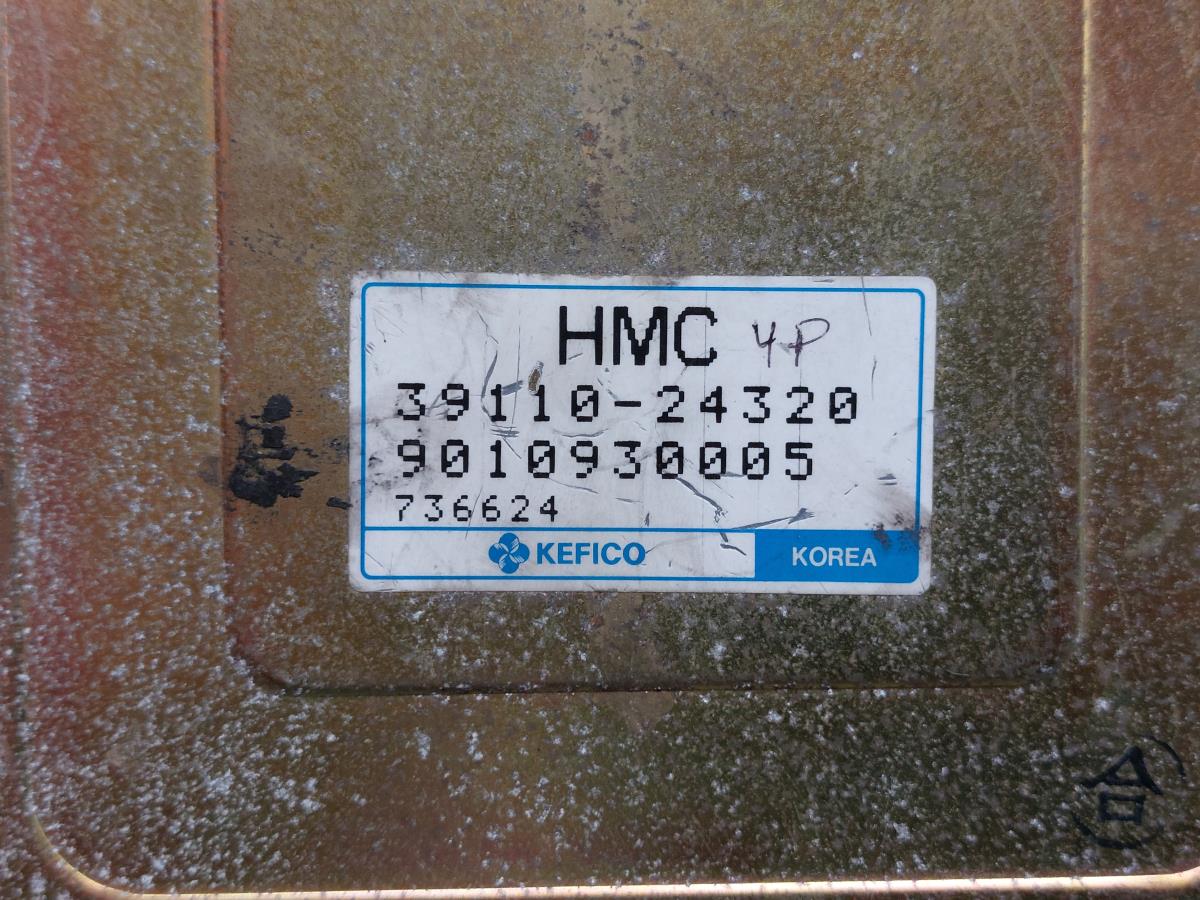 HMC 4P
39110-24320
9010930005
736624
KEFICO KOREA
合